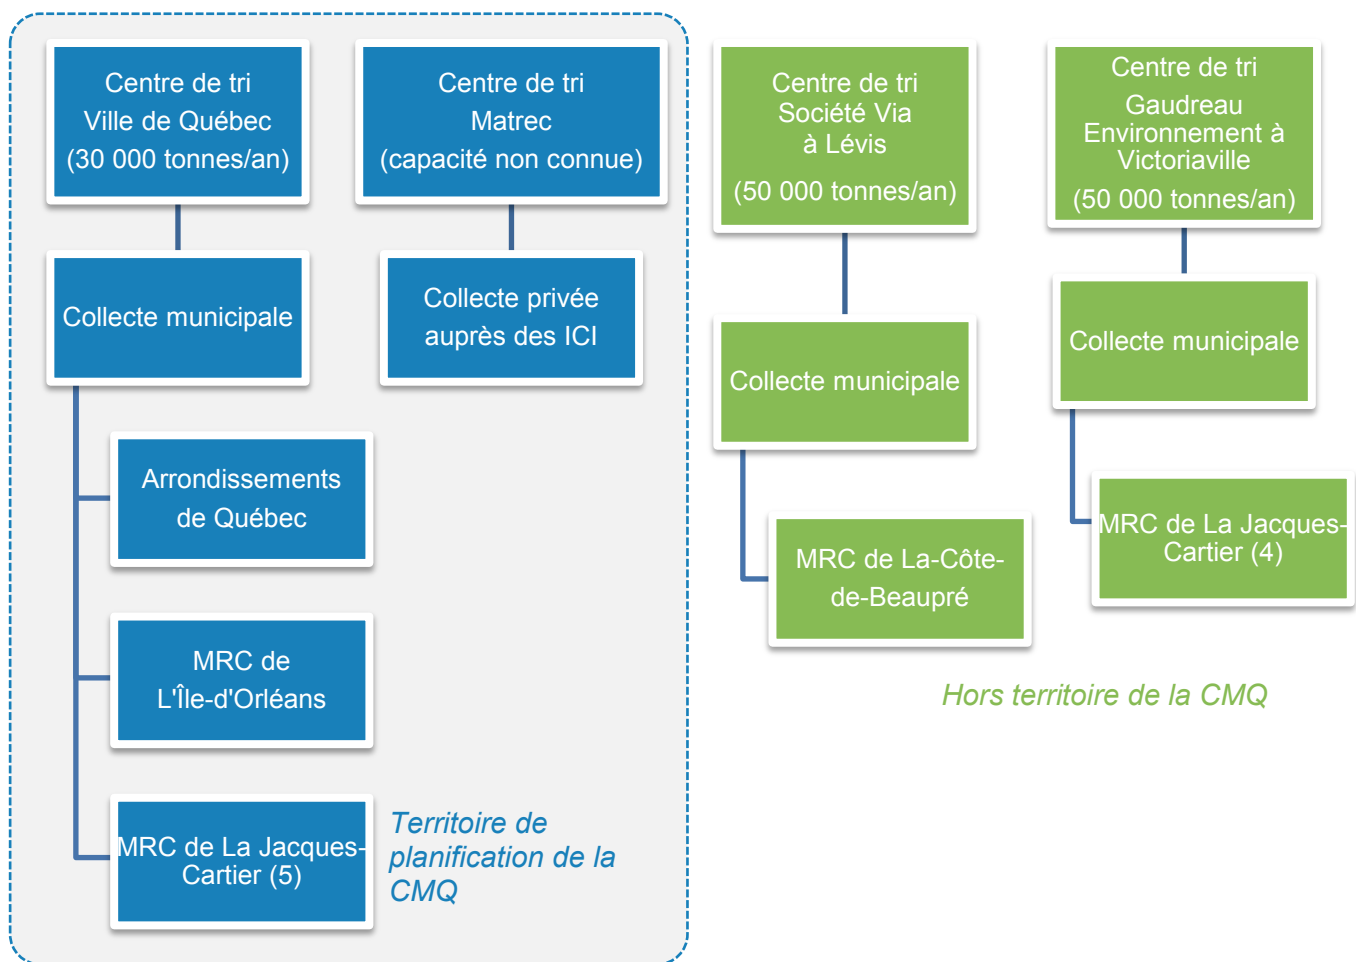 Centre de tri
Ville de Québec
(30 000 tonnes/an)
Collecte municipale
Arrondissements
de Québec
MRC de
L'Île-d'Orléans
MRC de La Jacques-
Cartier (5)
Centre de tri
Matrec
(capacité non connue)
Collecte privée
auprès des ICI
Territoire de
planification de la
CMQ
Centre de tri
Société Via
à Lévis
(50 000 tonnes/an)
Collecte municipale
MRC de La-Côte-
de-Beaupré
Centre de tri
Gaudreau
Environnement à
Victoriaville
(50 000 tonnes/an)
Collecte municipale
MRC de La Jacques-
Cartier (4)
Hors territoire de la CMQ